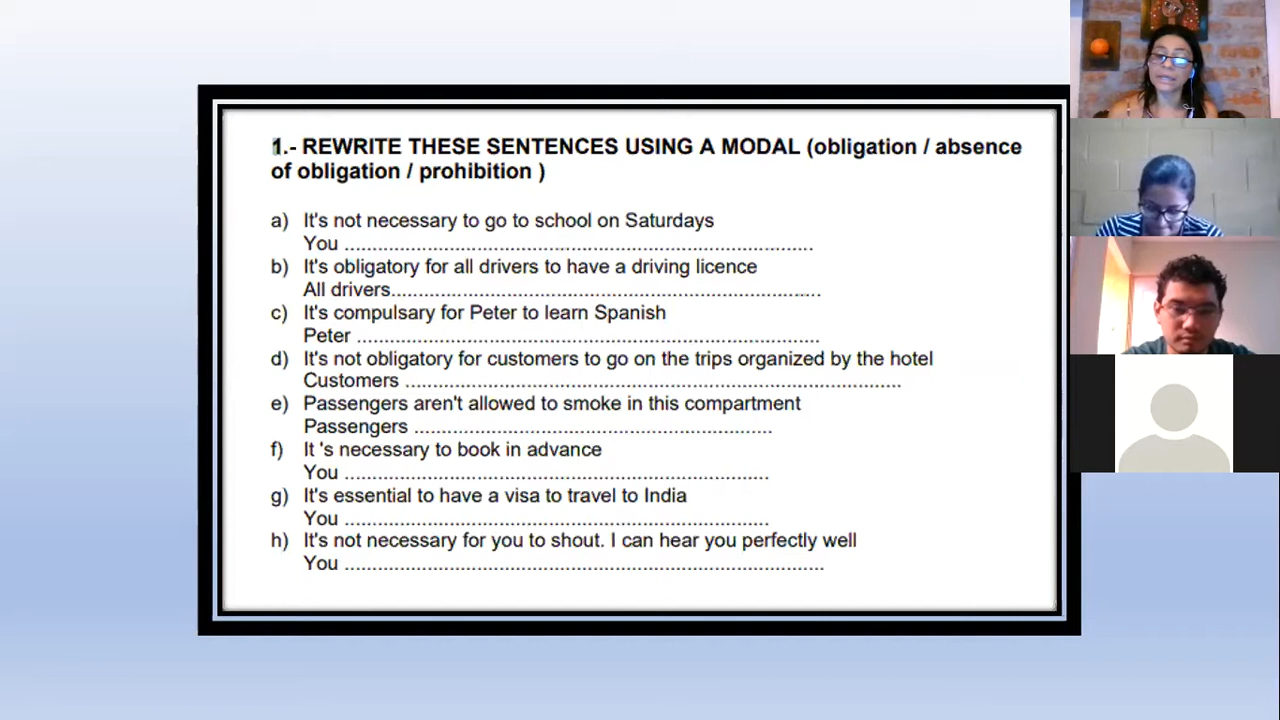 1.- REWRITE THESE SENTENCES USING A MODAL (obligation / absence
of obligation / prohibition )
a) It's not necessary to go to school on Saturdays
You ....................................................................................
b) It's obligatory for all drivers to have a driving licence
All drivers.............................................................................
c) It's compulsary for Peter to learn Spanish
Peter ...................................................................................
d) It's not obligatory for customers to go on the trips organized by the hotel
Customers .........................................................................................
e) Passengers aren't allowed to smoke in this compartment
Passengers ................................................................
f) It 's necessary to book in advance
You ............................................................................
g) It's essential to have a visa to travel to India
You ............................................................................
h) It's not necessary for you to shout. I can hear you perfectly well
You ......................................................................................